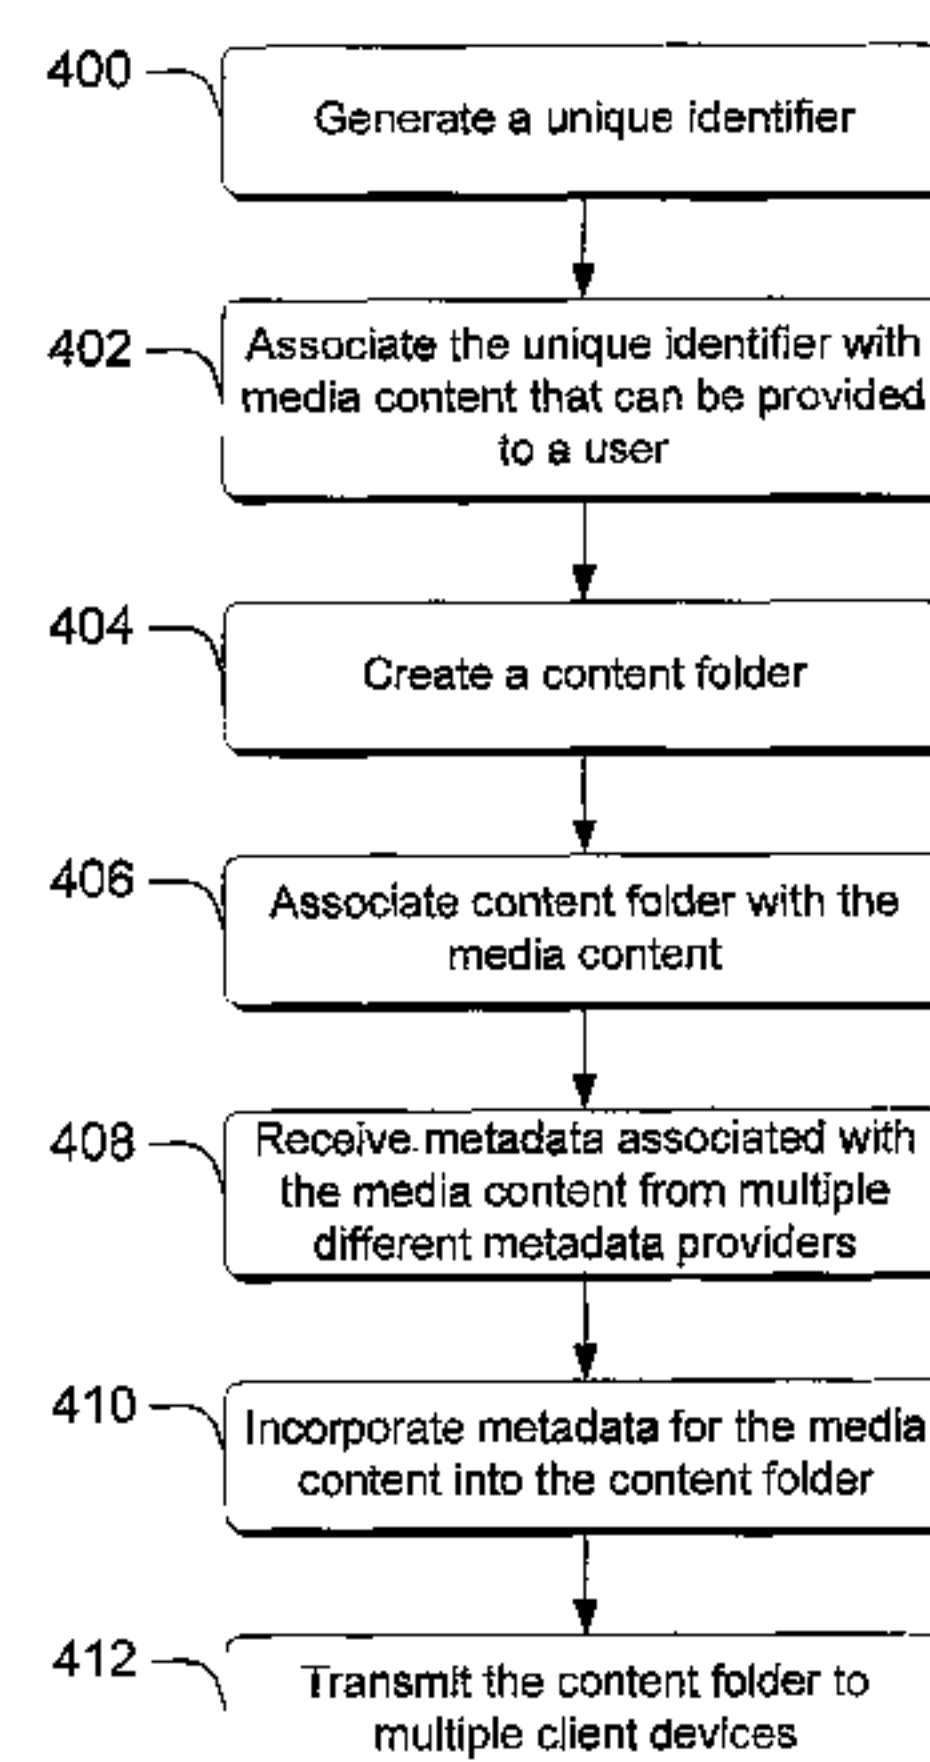 400
Generate a unique identifier
402
Associate the unique identifier with
media content that can be provided
to a user
404
Create a content folder
406
Associate content folder with the
media content
408
Receive metadata associated with
the media content from multiple
different metadata providers
410
Incorporate metadata for the media
content into the content folder
412
Transmit the content folder to
multiple client devices